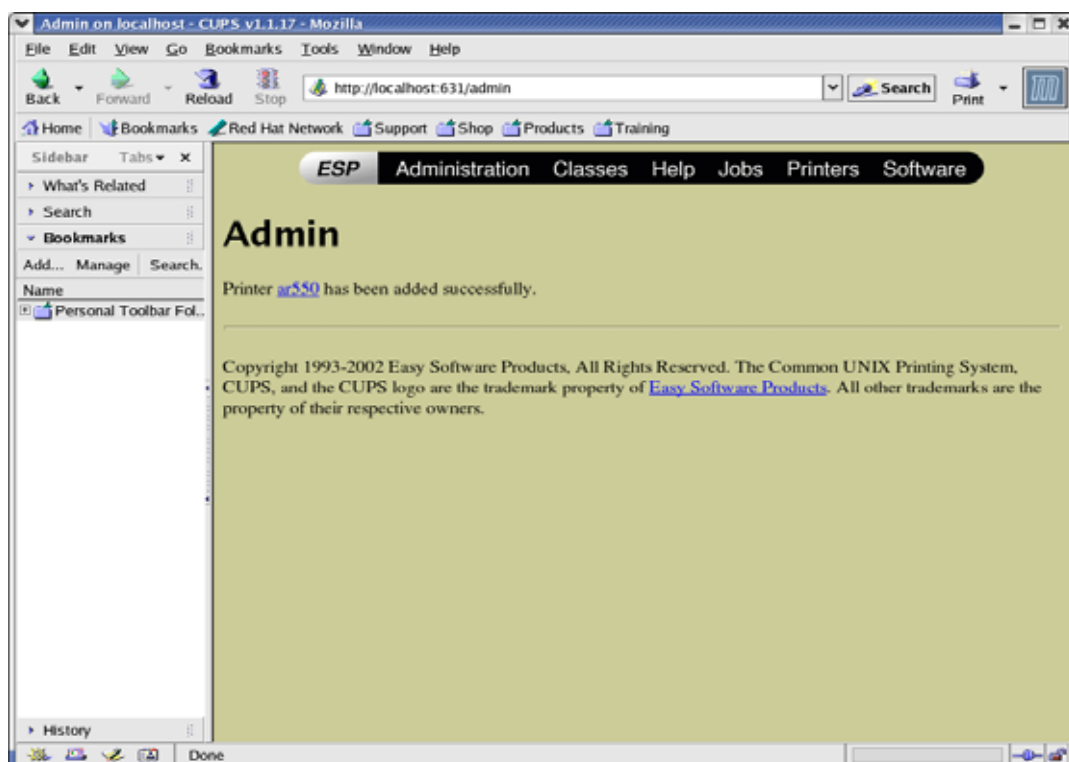 Admin on localhost - CUPS v1.1.17 - Mozilla
File Edit View Go Bookmarks Tools Window Help
Back Forward Reload Stop http://localhost:631/admin Search Print
Home Bookmarks Red Hat Network Support Shop Products Training
Sidebar Tabs
What's Related
Search
Bookmarks
Add... Manage Search.
Name
Personal Toolbar Fol..
History
ESP Administration Classes Help Jobs Printers Software
Admin
Printer ar550 has been added successfully.
Copyright 1993-2002 Easy Software Products, All Rights Reserved. The Common UNIX Printing System,
CUPS, and the CUPS logo are the trademark property of Easy Software Products. All other trademarks are the
property of their respective owners.
Done